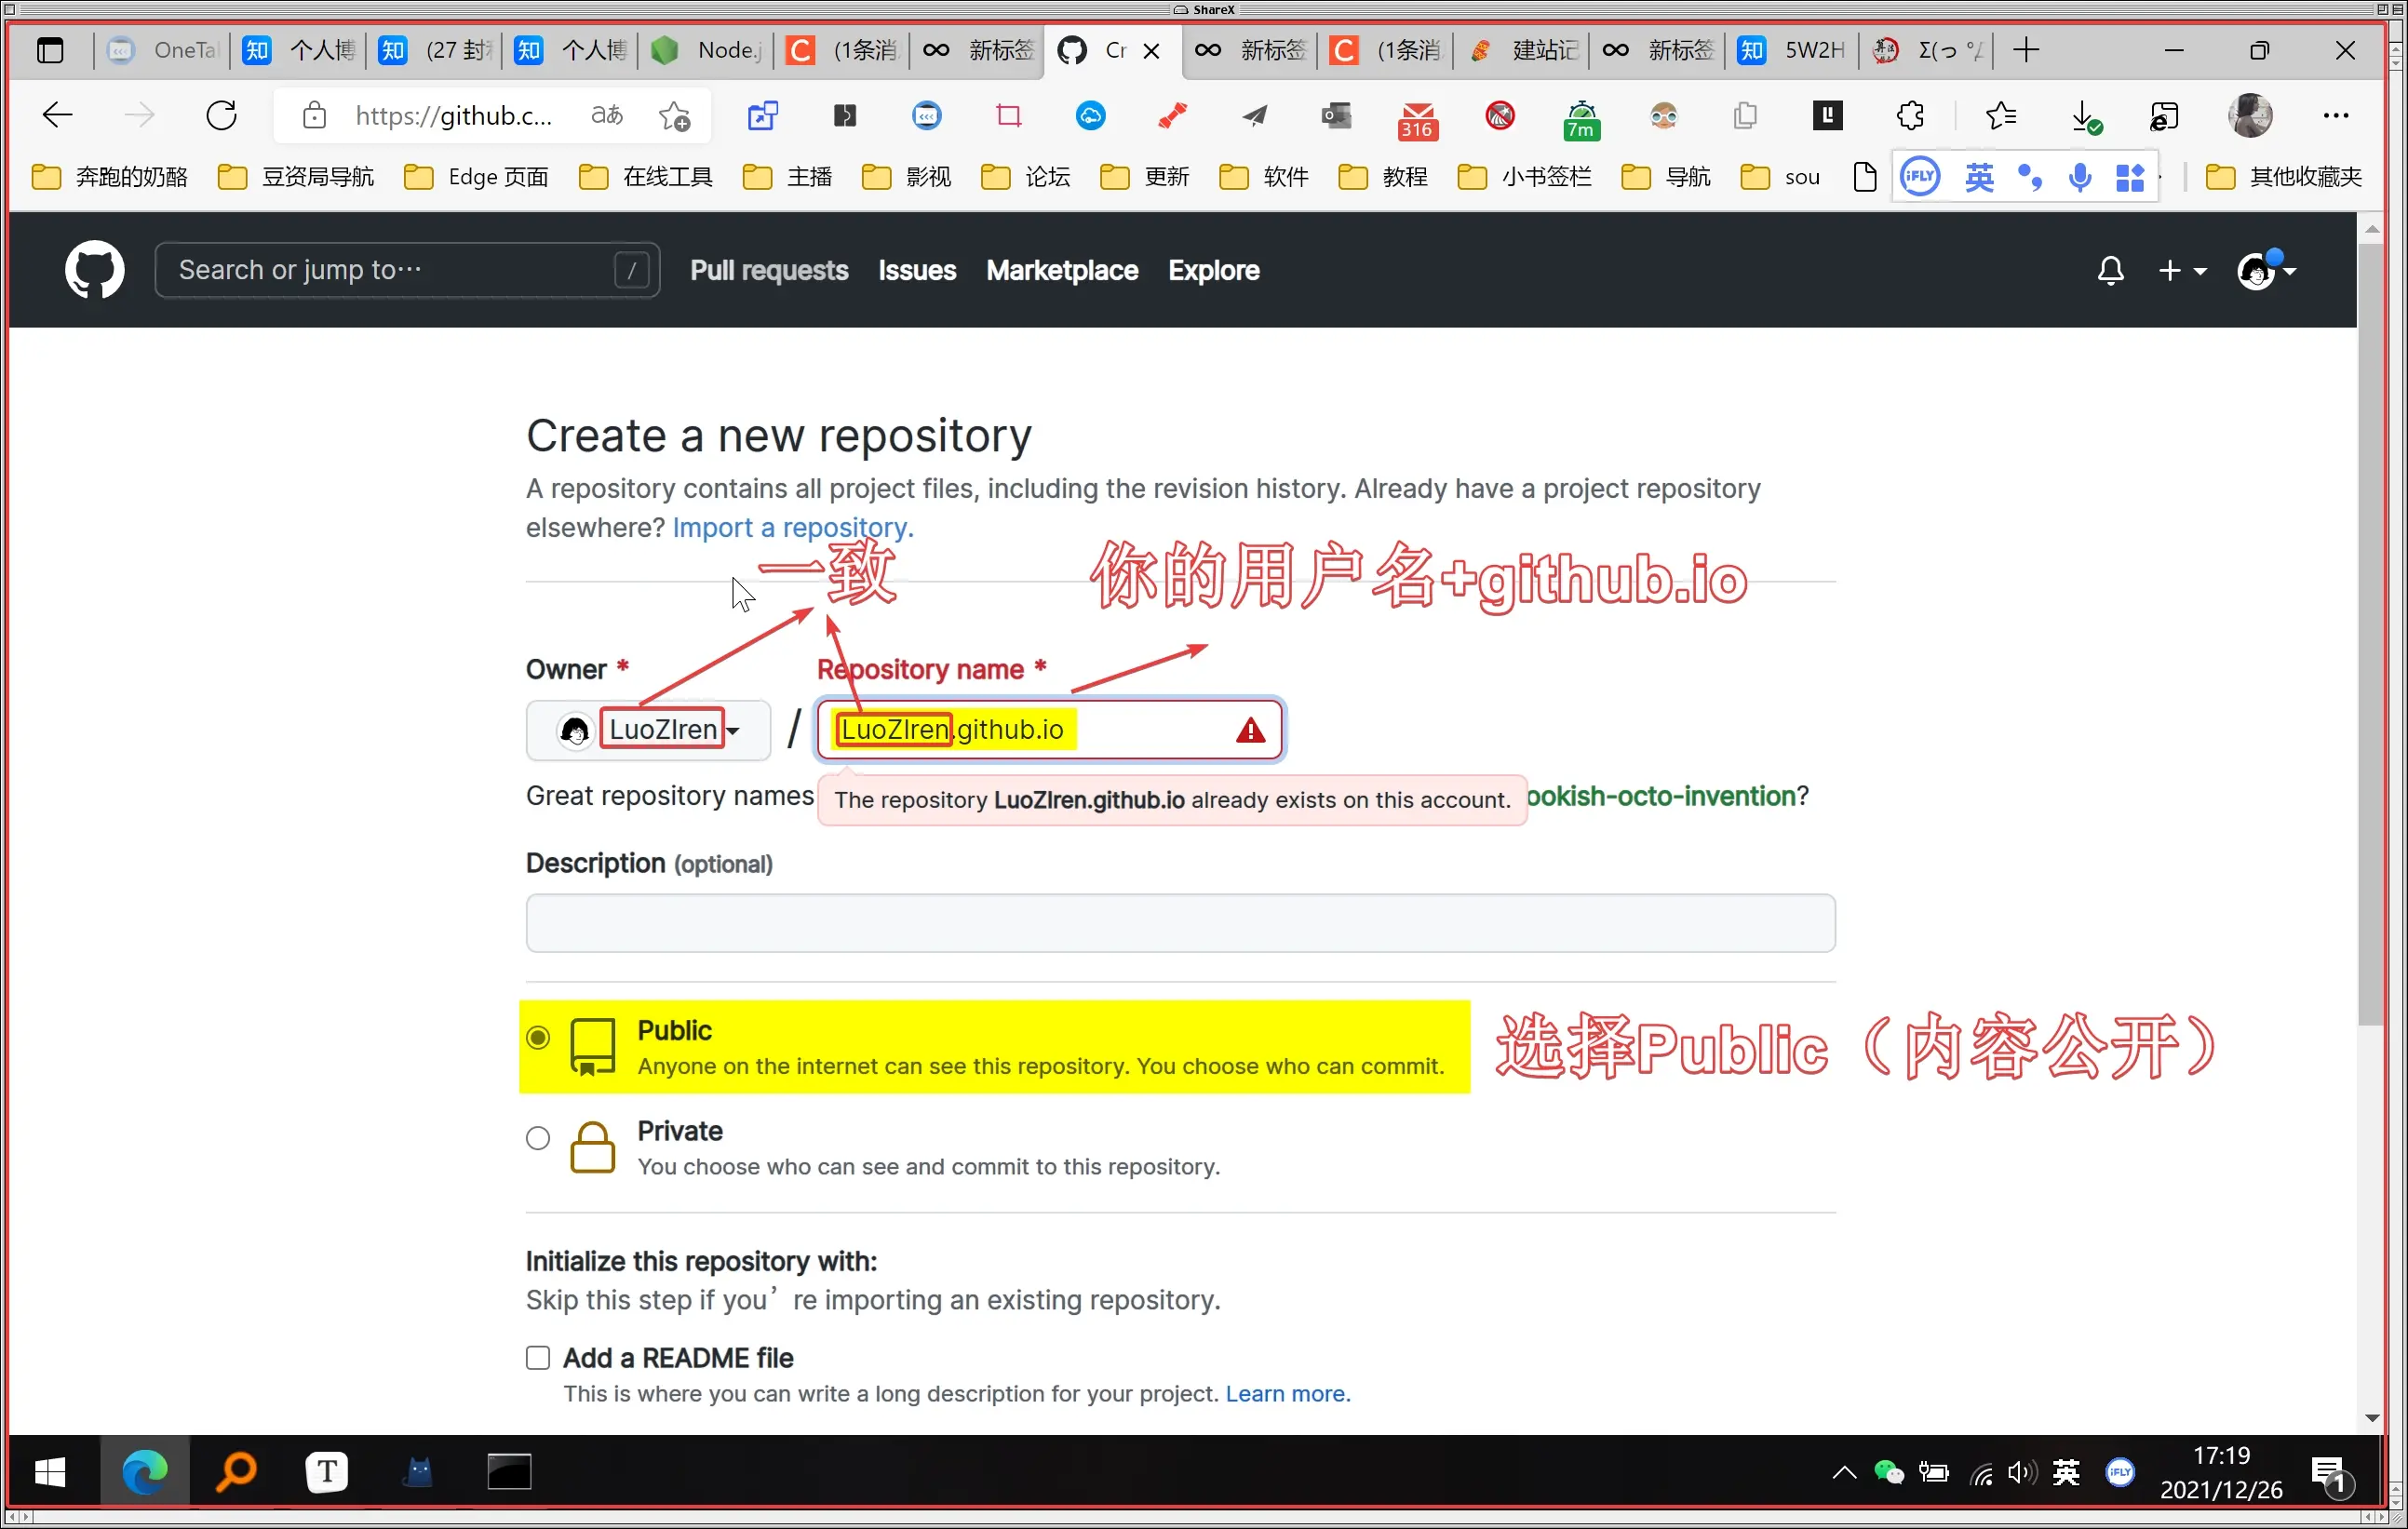 ShareX
OneTa
个人博
(27 封私
个人博
Node.j
(1条消
新标签
Cr
新标签
(1条消
建站记
新标签
5W2H
Σ(っ °Д
https://github.c...
aあ
316
7m
奔跑的奶酪
豆资局导航
Edge 页面
在线工具
主播
影视
论坛
更新
软件
教程
小书签栏
导航
sou
iFLY
英
其他收藏夹
Search or jump to…
/
Pull requests
Issues
Marketplace
Explore
Create a new repository
A repository contains all project files, including the revision history. Already have a project repository
elsewhere? Import a repository.
一致
你的用户名+github.io
Owner *
Repository name *
LuoZIren
/
LuoZIren.github.io
Great repository names
The repository LuoZIren.github.io already exists on this account.
ookish-octo-invention?
Description (optional)
Public
Anyone on the internet can see this repository. You choose who can commit.
选择Public（内容公开）
Private
You choose who can see and commit to this repository.
Initialize this repository with:
Skip this step if you’re importing an existing repository.
Add a README file
This is where you can write a long description for your project. Learn more.
T
英
iFLY
17:19
2021/12/26
1